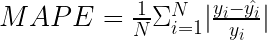 MAPE = \frac{1}{N} \Sigma_{i=1}^{N} |\frac{y_i - \hat{y_i}}{y_i}|